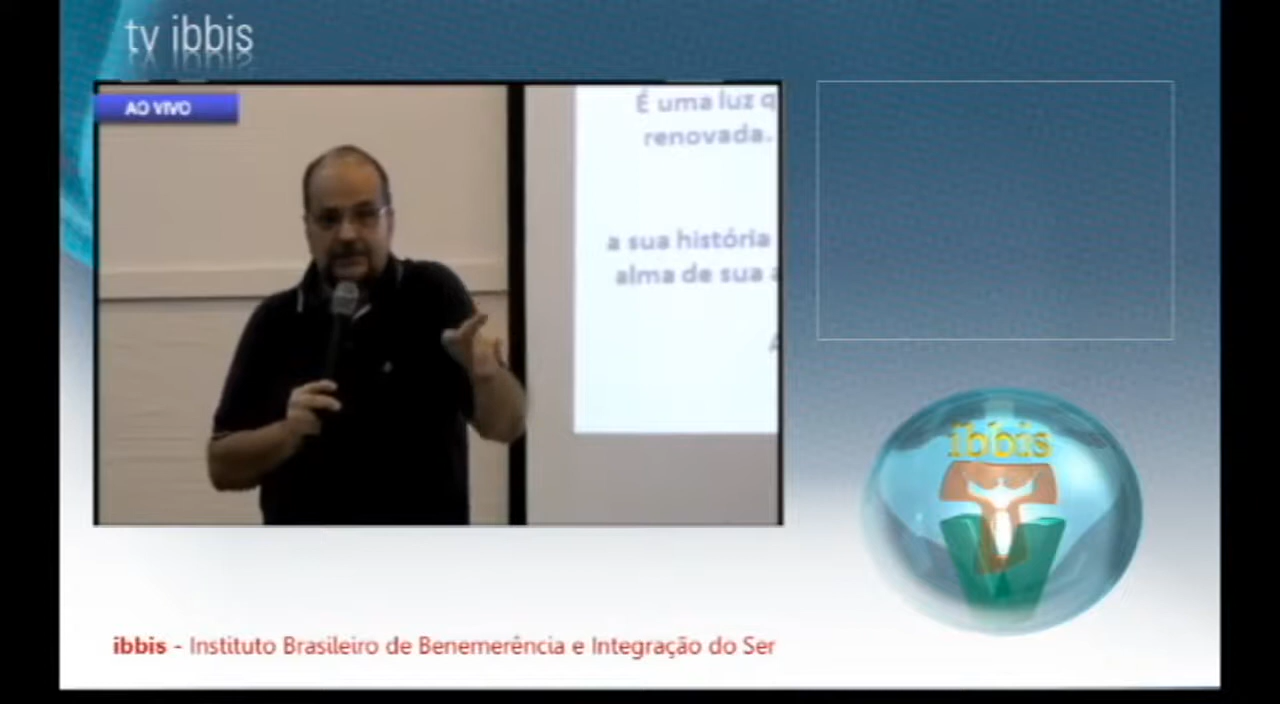 tv ibbis
AO VIVO
É uma luz
renovada.
a sua história
alma de sua
ibbis
ibbis - Instituto Brasileiro de Benemerência e Integração do Ser